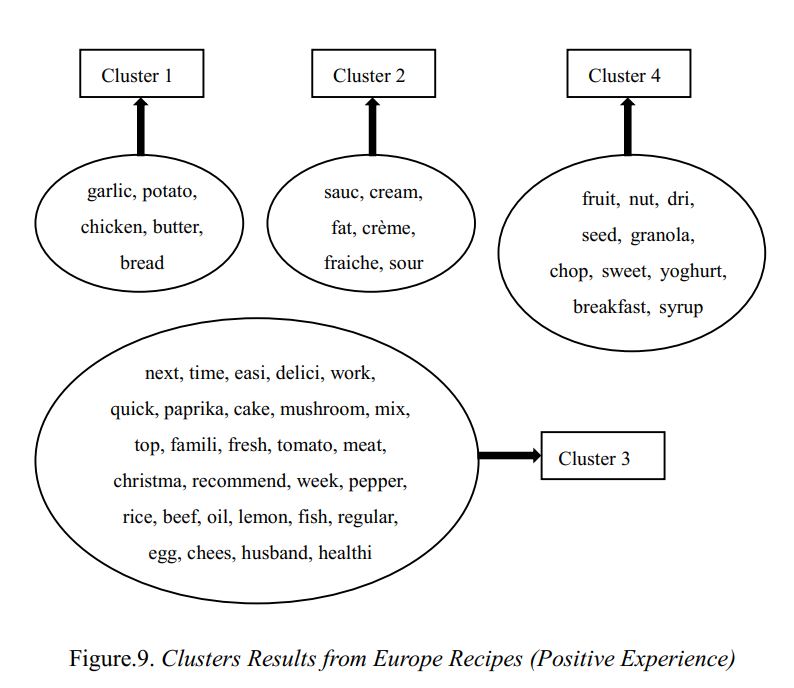 Cluster 1
Cluster 2
Cluster 4
garlic, potato,
chicken, butter,
bread
sauc, cream,
fat, crème,
fraiche, sour
fruit, nut, dri,
seed, granola,
chop, sweet, yoghurt,
breakfast, syrup
next, time, easi, delici, work,
quick, paprika, cake, mushroom, mix,
top, famili, fresh, tomato, meat,
christma, recommend, week, pepper,
rice, beef, oil, lemon, fish, regular,
egg, chees, husband, healthi
Cluster 3
Figure.9. Clusters Results from Europe Recipes (Positive Experience)